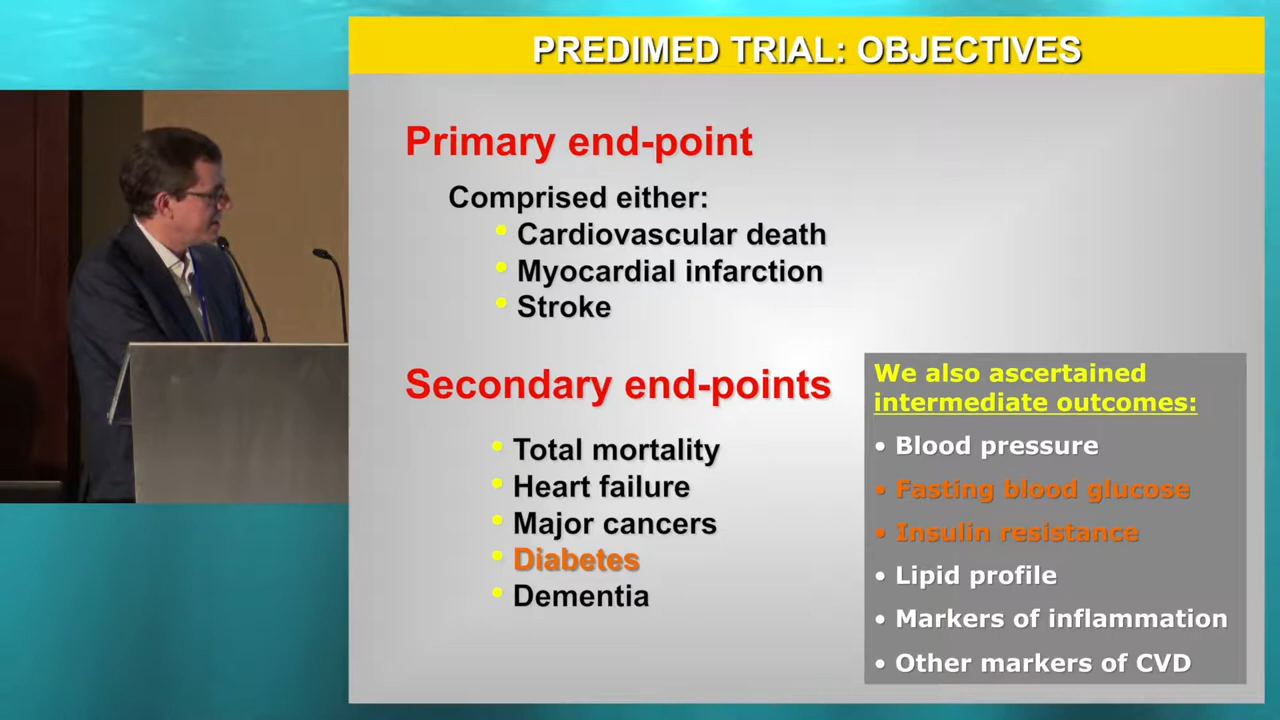 PREDIMED TRIAL: OBJECTIVES
Primary end-point
Comprised either:
• Cardiovascular death
• Myocardial infarction
• Stroke
Secondary end-points
• Total mortality
• Heart failure
• Major cancers
• Diabetes
• Dementia
We also ascertained
intermediate outcomes:
• Blood pressure
• Fasting blood glucose
• Insulin resistance
• Lipid profile
• Markers of inflammation
• Other markers of CVD